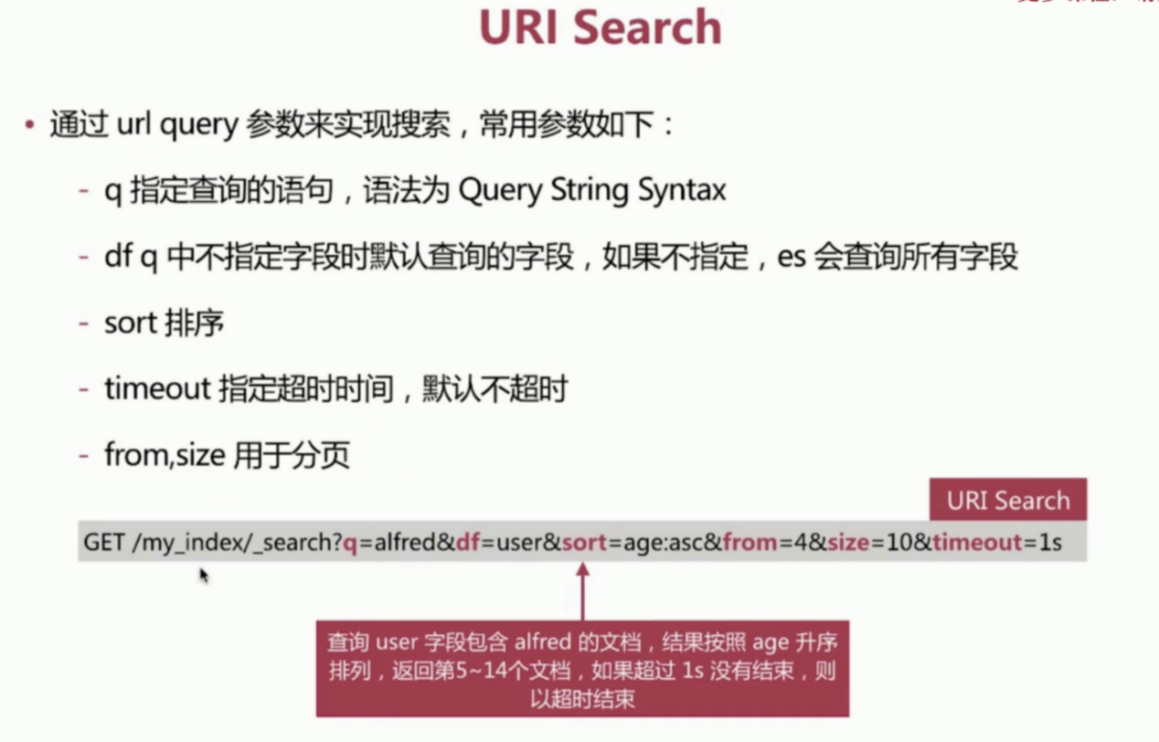 URI Search
• 通过 url query 参数来实现搜索，常用参数如下：
- q 指定查询的语句，语法为 Query String Syntax
- df q 中不指定字段时默认查询的字段，如果不指定，es 会查询所有字段
- sort 排序
- timeout 指定超时时间，默认不超时
- from,size 用于分页
URI Search
GET /my_index/_search?q=alfred&df=user&sort=age:asc&from=4&size=10&timeout=1s
查询 user 字段包含 alfred 的文档，结果按照 age 升序
排列，返回第5~14个文档，如果超过 1s 没有结束，则
以超时结束